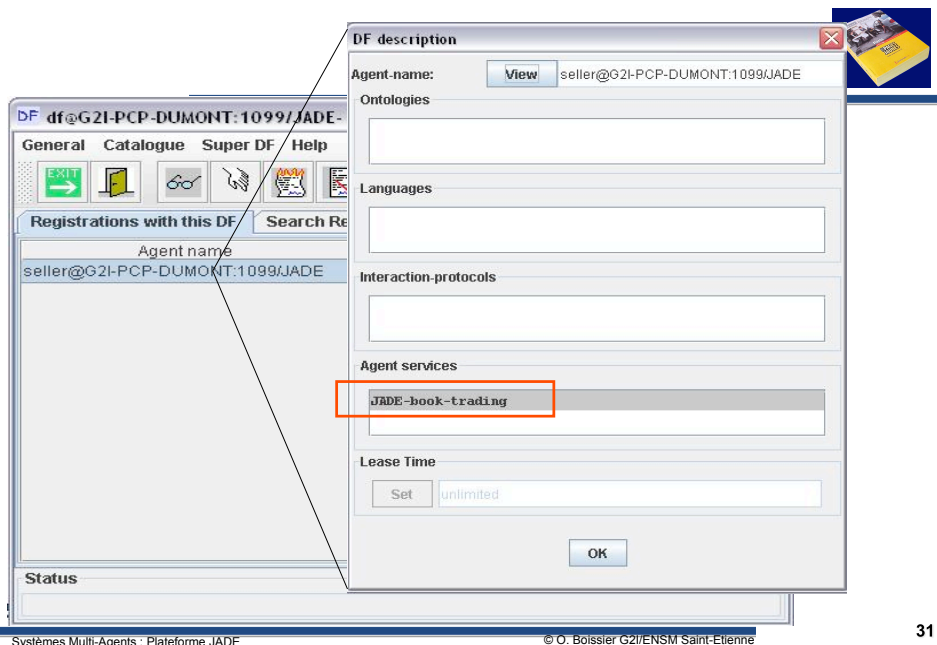 DF description
Agent-name: View seller@G2I-PCP-DUMONT:1099/JADE
Ontologies
DF df@G2I-PCP-DUMONT:1099/JADE-
General Catalogue Super DF Help
EXIT
Languages
Registrations with this DF Search Re
Agent name
seller@G2I-PCP-DUMONT:1099/JADE
Interaction-protocols
Agent services
JADE-book-trading
Lease Time
Set unlimited
OK
Status
31
Systèmes Multi-Agents : Plateforme JADE
© O. Boissier G2I/ENSM Saint-Etienne